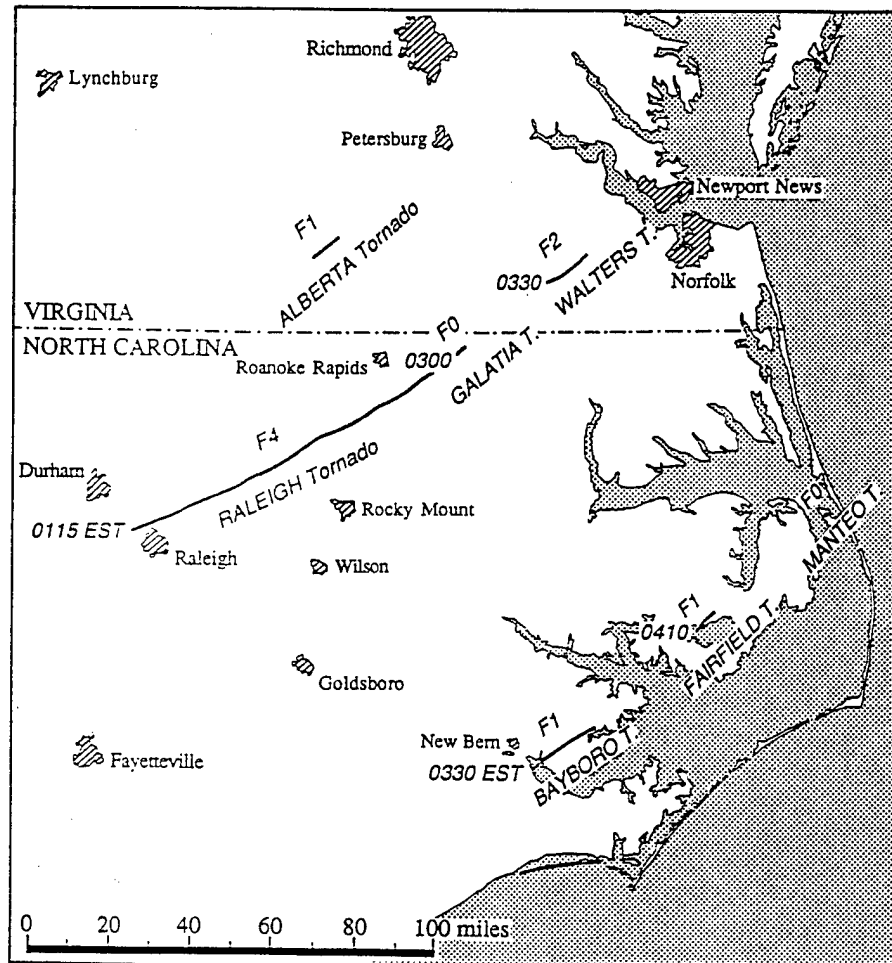 Richmond
Lynchburg
Petersburg
Newport News
F1
ALBERTA Tornado
F2
0330
WALTERS T.
Norfolk
VIRGINIA
NORTH CAROLINA
F0
Roanoke Rapids
0300
GALATIA T.
F4
RALEIGH Tornado
Durham
0115 EST
Raleigh
Rocky Mount
Wilson
F0
MANTEO T.
F1
0410
FAIRFIELD T.
Goldsboro
New Bern
F1
0330 EST
BAYBORO T.
Fayetteville
0 20 40 60 80 100 miles